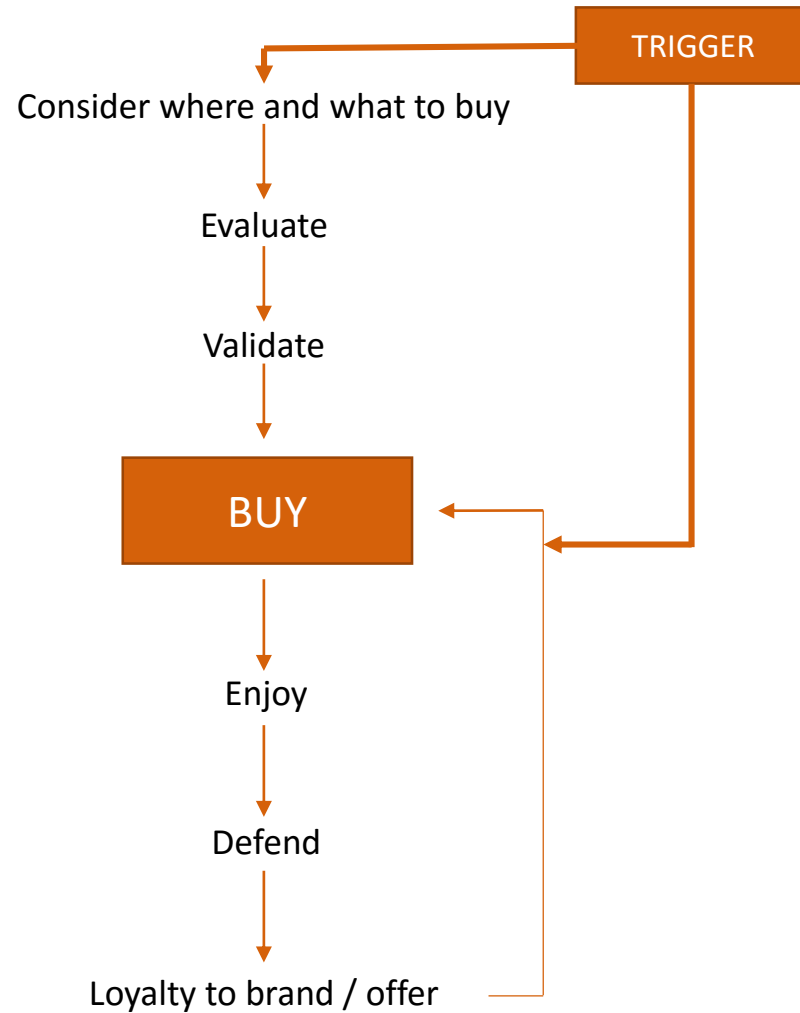 TRIGGER
Consider where and what to buy
Evaluate
Validate
BUY
Enjoy
Defend
Loyalty to brand / offer